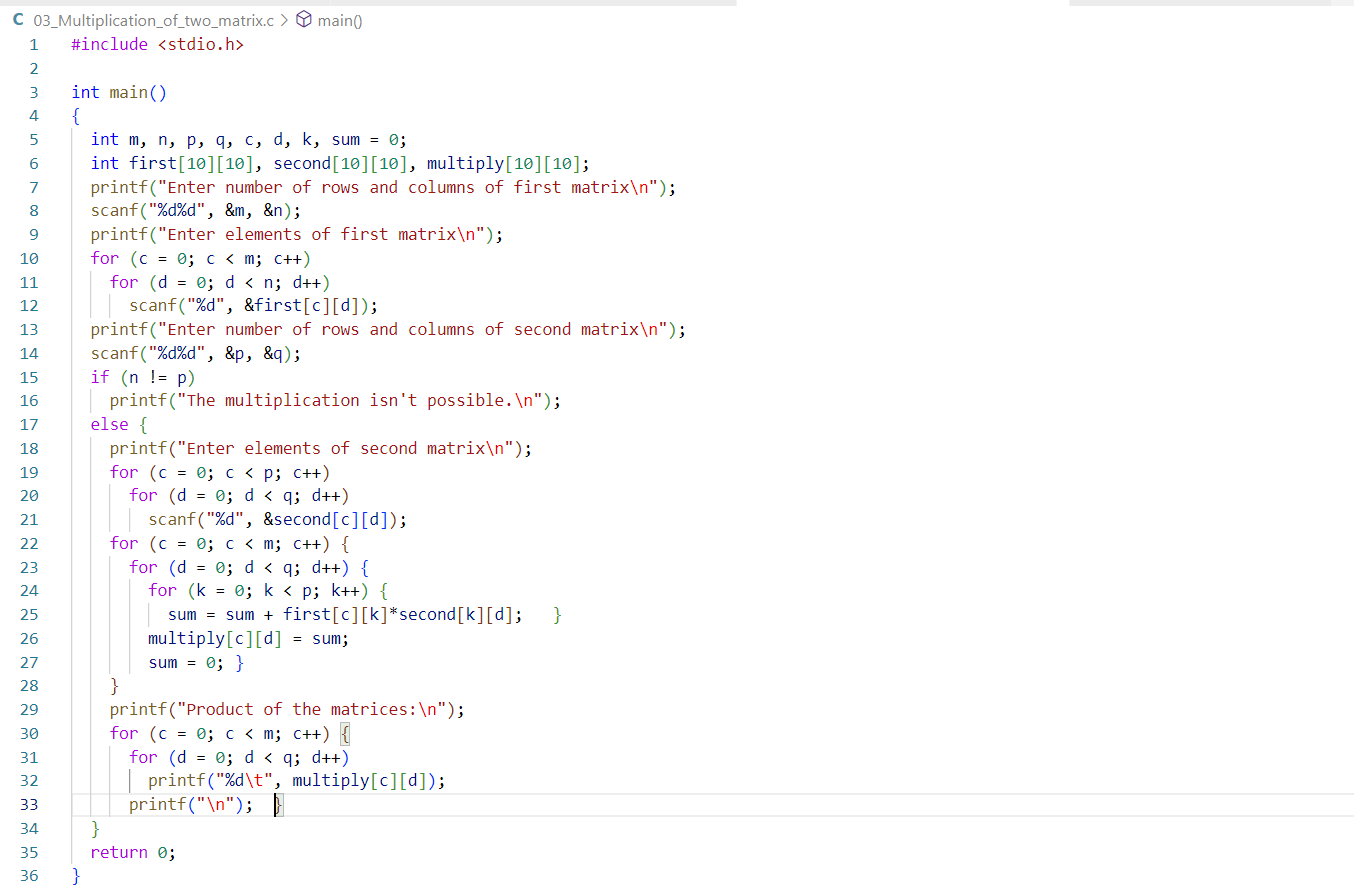 C 03_Multiplication_of_two_matrix.c > main()
1 #include <stdio.h>
2
3 int main()
4 {
5   int m, n, p, q, c, d, k, sum = 0;
6   int first[10][10], second[10][10], multiply[10][10];
7   printf("Enter number of rows and columns of first matrix\n");
8   scanf("%d%d", &m, &n);
9   printf("Enter elements of first matrix\n");
10   for (c = 0; c < m; c++)
11     for (d = 0; d < n; d++)
12       scanf("%d", &first[c][d]);
13   printf("Enter number of rows and columns of second matrix\n");
14   scanf("%d%d", &p, &q);
15   if (n != p)
16     printf("The multiplication isn't possible.\n");
17   else {
18     printf("Enter elements of second matrix\n");
19     for (c = 0; c < p; c++)
20       for (d = 0; d < q; d++)
21         scanf("%d", &second[c][d]);
22     for (c = 0; c < m; c++) {
23       for (d = 0; d < q; d++) {
24         for (k = 0; k < p; k++) {
25           sum = sum + first[c][k]*second[k][d];   }
26         multiply[c][d] = sum;
27         sum = 0; }
28     }
29     printf("Product of the matrices:\n");
30     for (c = 0; c < m; c++) {
31       for (d = 0; d < q; d++)
32         printf("%d\t", multiply[c][d]);
33       printf("\n");  }
34   }
35   return 0;
36 }